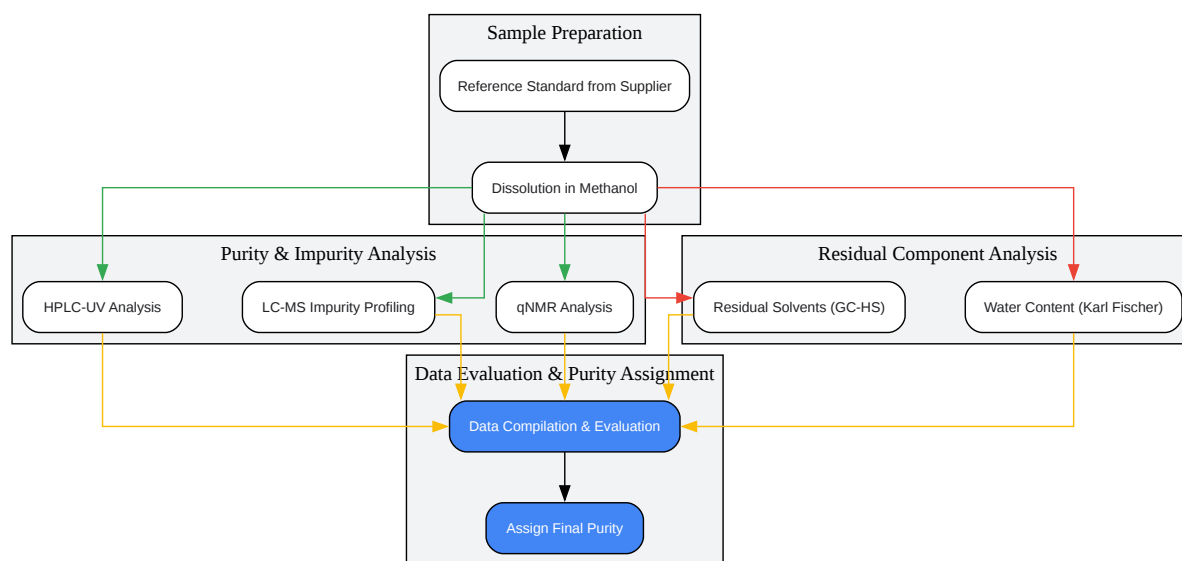 Sample Preparation
Reference Standard from Supplier
Dissolution in Methanol
Purity & Impurity Analysis
Residual Component Analysis
HPLC-UV Analysis
LC-MS Impurity Profiling
qNMR Analysis
Residual Solvents (GC-HS)
Water Content (Karl Fischer)
Data Evaluation & Purity Assignment
Data Compilation & Evaluation
Assign Final Purity